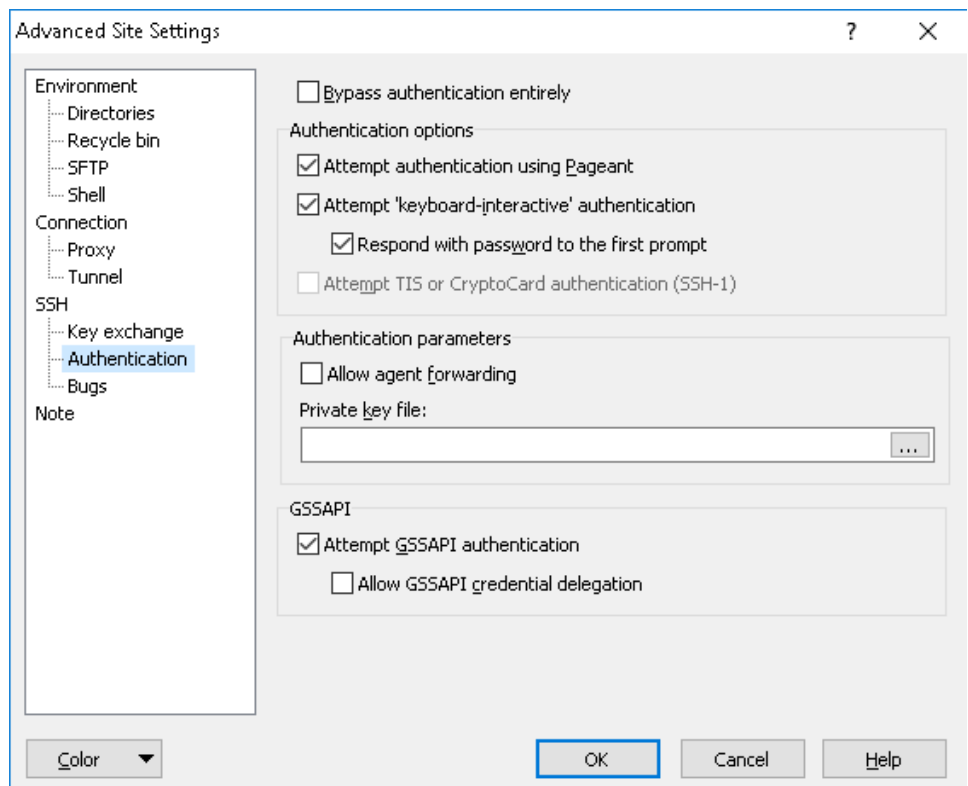 Advanced Site Settings
?
Environment
Directories
Recycle bin
SFTP
Shell
Connection
Proxy
Tunnel
SSH
Key exchange
Authentication
Bugs
Note
Bypass authentication entirely
Authentication options
Attempt authentication using Pageant
Attempt 'keyboard-interactive' authentication
Respond with password to the first prompt
Attempt TIS or CryptoCard authentication (SSH-1)
Authentication parameters
Allow agent forwarding
Private key file:
...
GSSAPI
Attempt GSSAPI authentication
Allow GSSAPI credential delegation
Color
OK
Cancel
Help